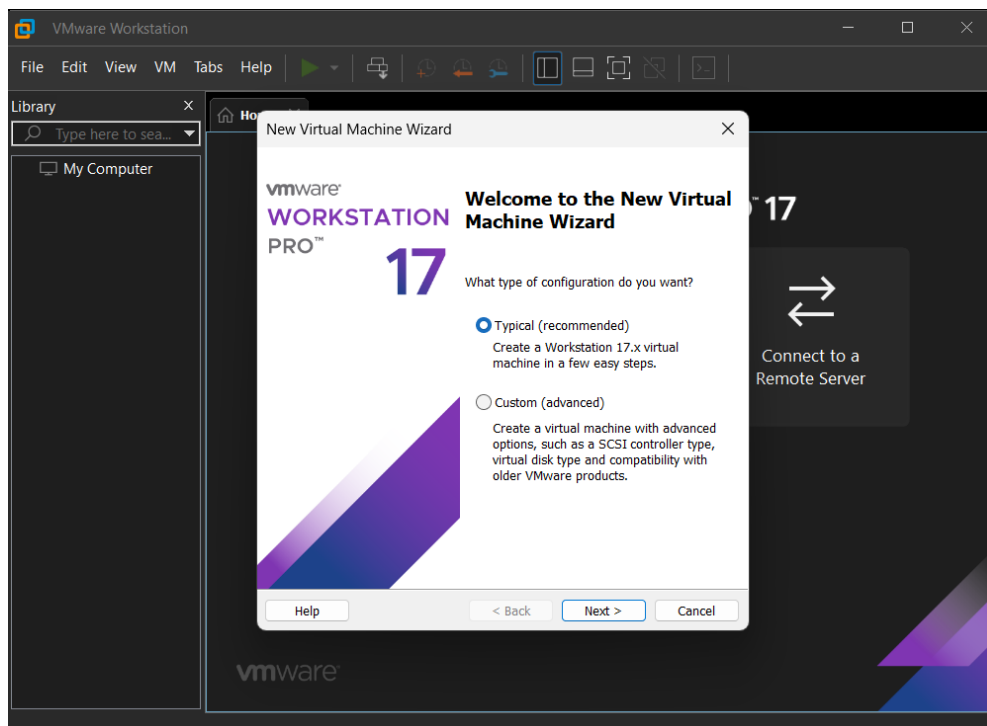 VMware Workstation
File Edit View VM Tabs Help
Library X
Type here to sea...
My Computer
New Virtual Machine Wizard
vmware
WORKSTATION
PRO™
17
Welcome to the New Virtual
Machine Wizard
What type of configuration do you want?
Typical (recommended)
Create a Workstation 17.x virtual
machine in a few easy steps.
Custom (advanced)
Create a virtual machine with advanced
options, such as a SCSI controller type,
virtual disk type and compatibility with
older VMware products.
Help < Back Next > Cancel
™ 17
Connect to a
Remote Server
vmware